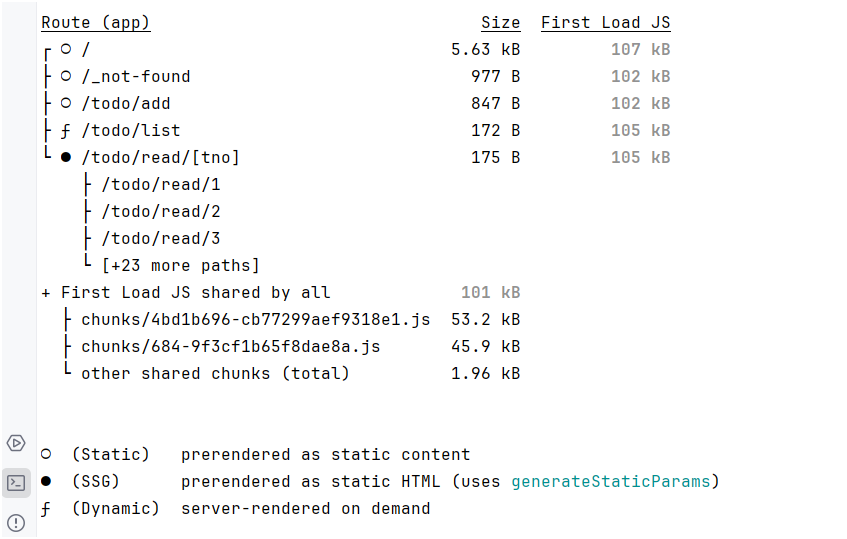 Route (app)                              Size  First Load JS
┌ ○ /                                 5.63 kB         107 kB
├ ○ /_not-found                         977 B         102 kB
├ ○ /todo/add                           847 B         102 kB
├ ƒ /todo/list                          172 B         105 kB
└ ● /todo/read/[tno]                    175 B         105 kB
    ├ /todo/read/1
    ├ /todo/read/2
    ├ /todo/read/3
    └ [+23 more paths]
+ First Load JS shared by all             101 kB
  ├ chunks/4bd1b696-cb77299aef9318e1.js  53.2 kB
  ├ chunks/684-9f3cf1b65f8dae8a.js       45.9 kB
  └ other shared chunks (total)          1.96 kB
○  (Static)   prerendered as static content
●  (SSG)      prerendered as static HTML (uses generateStaticParams)
ƒ  (Dynamic)  server-rendered on demand